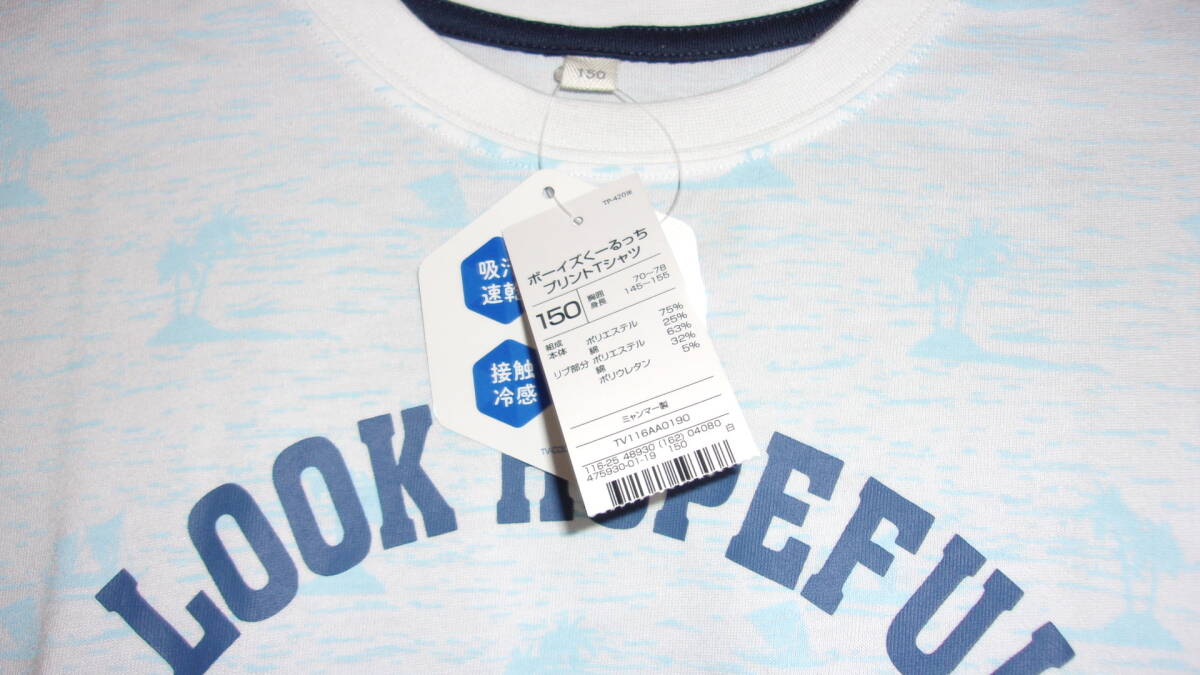 150
TP-420W
ボーイズくーるっち
プリントTシャツ
150 胸囲 70~78
身長 145~155
組成
本体 ポリエステル 75%
綿 25%
リブ部分 ポリエステル 63%
綿 32%
ポリウレタン 5%
ミャンマー製
TV116AA0190
116-25 48930 (162) 04080 白
475930-01-19 150
吸汗
速乾
接触
冷感
LOOK HOPEFUL